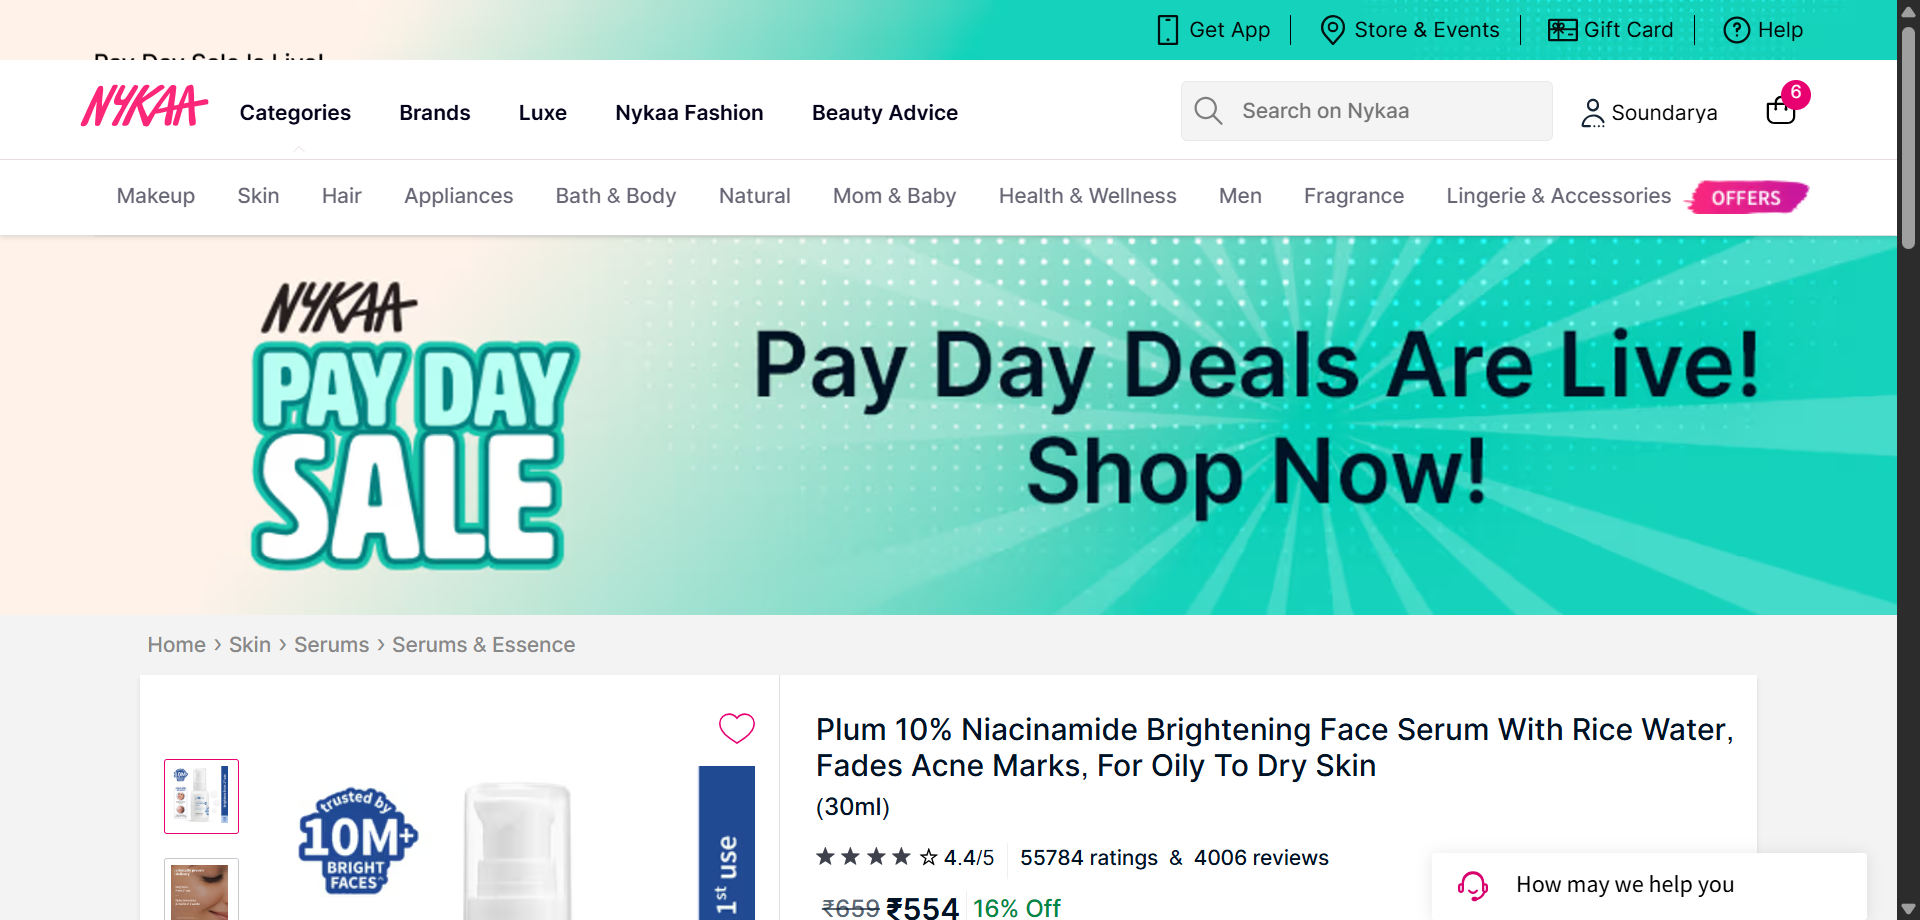 Get App
Store & Events
Gift Card
Help
Pay Day Sale Is Live!
NYKAA
Categories
Brands
Luxe
Nykaa Fashion
Beauty Advice
Search on Nykaa
Soundarya
6
Makeup
Skin
Hair
Appliances
Bath & Body
Natural
Mom & Baby
Health & Wellness
Men
Fragrance
Lingerie & Accessories
OFFERS
NYKAA
PAY DAY
SALE
Pay Day Deals Are Live!
Shop Now!
Home › Skin › Serums › Serums & Essence
Plum 10% Niacinamide Brightening Face Serum With Rice Water,
Fades Acne Marks, For Oily To Dry Skin
(30ml)
4.4/5
55784 ratings & 4006 reviews
₹659 ₹554 16% Off
trusted by
10M+
BRIGHT
FACES
1st use
How may we help you